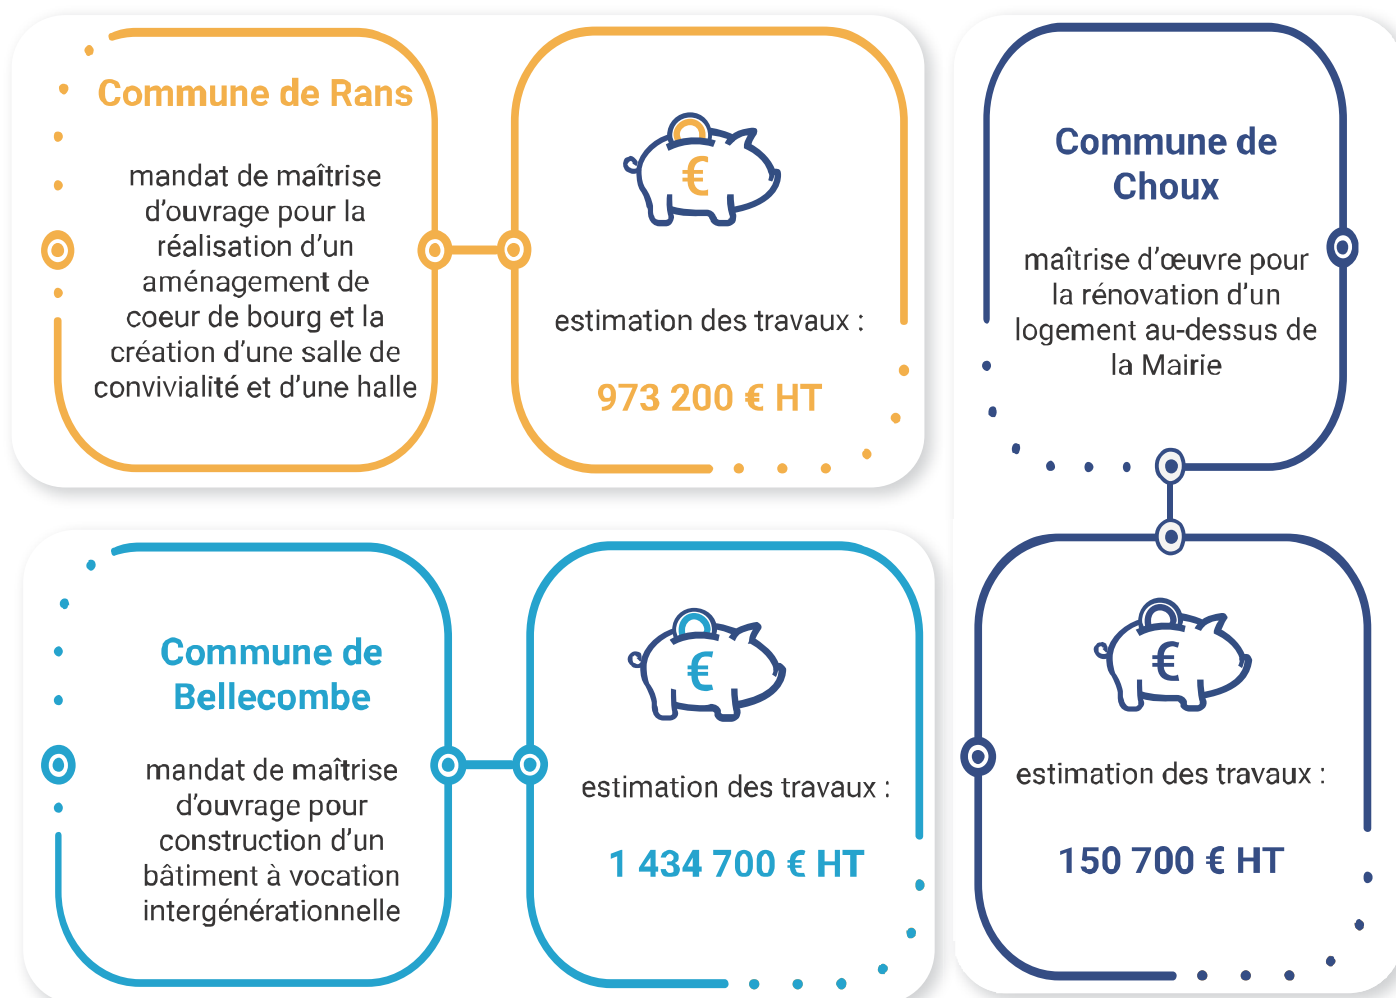 Commune de Rans
mandat de maîtrise
d’ouvrage pour la
réalisation d’un
aménagement de
coeur de bourg et la
création d’une salle de
convivialité et d’une halle
€
estimation des travaux :
973 200 € HT
Commune de
Choux
maîtrise d’œuvre pour
la rénovation d’un
logement au-dessus de
la Mairie
€
estimation des travaux :
150 700 € HT
Commune de
Bellecombe
mandat de maîtrise
d’ouvrage pour
construction d’un
bâtiment à vocation
intergénérationnelle
€
estimation des travaux :
1 434 700 € HT